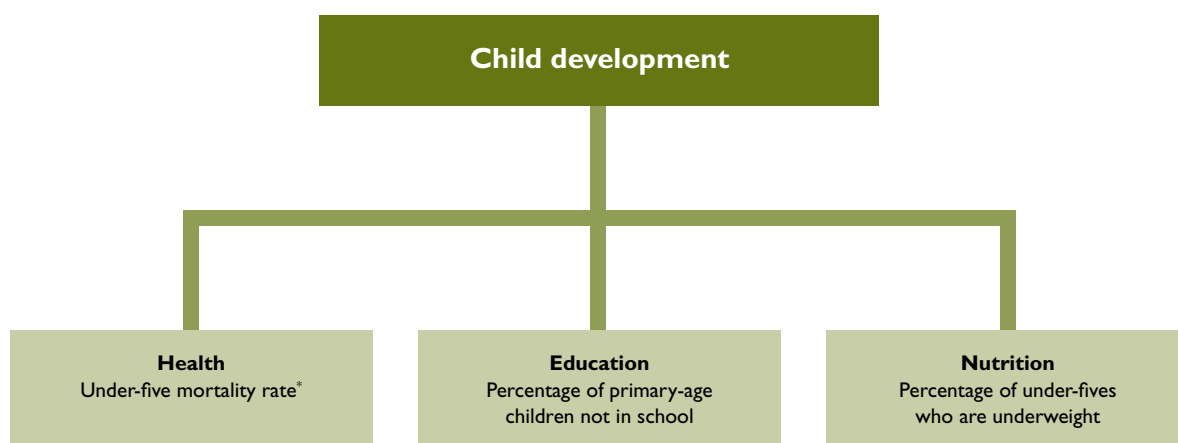 Child development
Health
Under-five mortality rate*
Education
Percentage of primary-age
children not in school
Nutrition
Percentage of under-fives
who are underweight